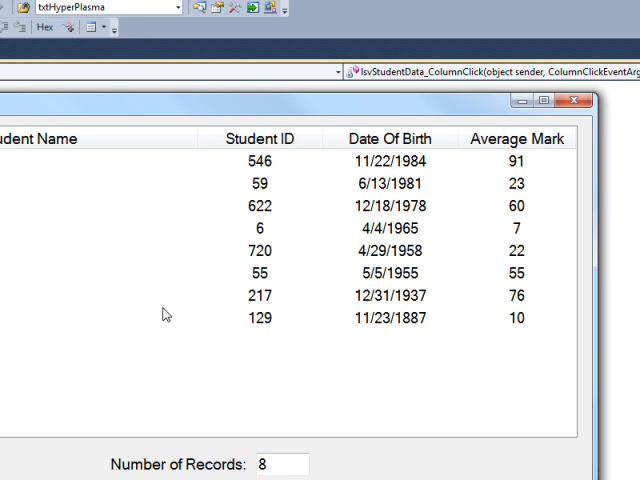 txtHyperPlasma
Hex
lsvStudentData_ColumnClick(object sender, ColumnClickEventArg
udent Name Student ID Date Of Birth Average Mark
546 11/22/1984 91
59 6/13/1981 23
622 12/18/1978 60
6 4/4/1965 7
720 4/29/1958 22
55 5/5/1955 55
217 12/31/1937 76
129 11/23/1887 10
Number of Records: 8